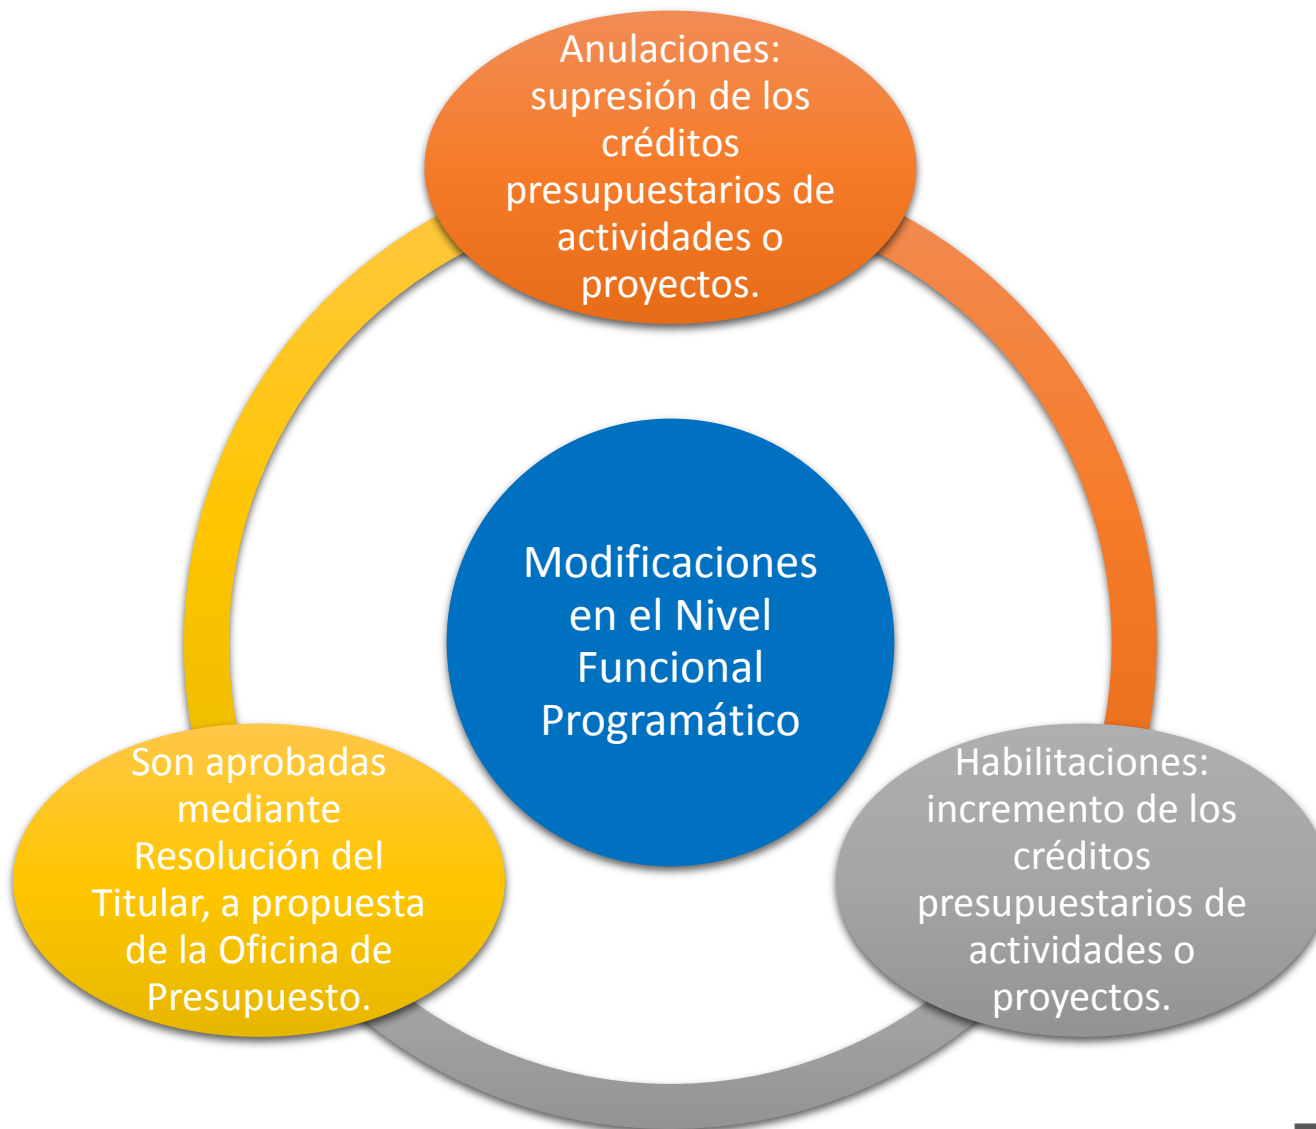 Anulaciones:
supresión de los
créditos
presupuestarios de
actividades o
proyectos.
Modificaciones
en el Nivel
Funcional
Programático
Son aprobadas
mediante
Resolución del
Titular, a propuesta
de la Oficina de
Presupuesto.
Habilitaciones:
incremento de los
créditos
presupuestarios de
actividades o
proyectos.